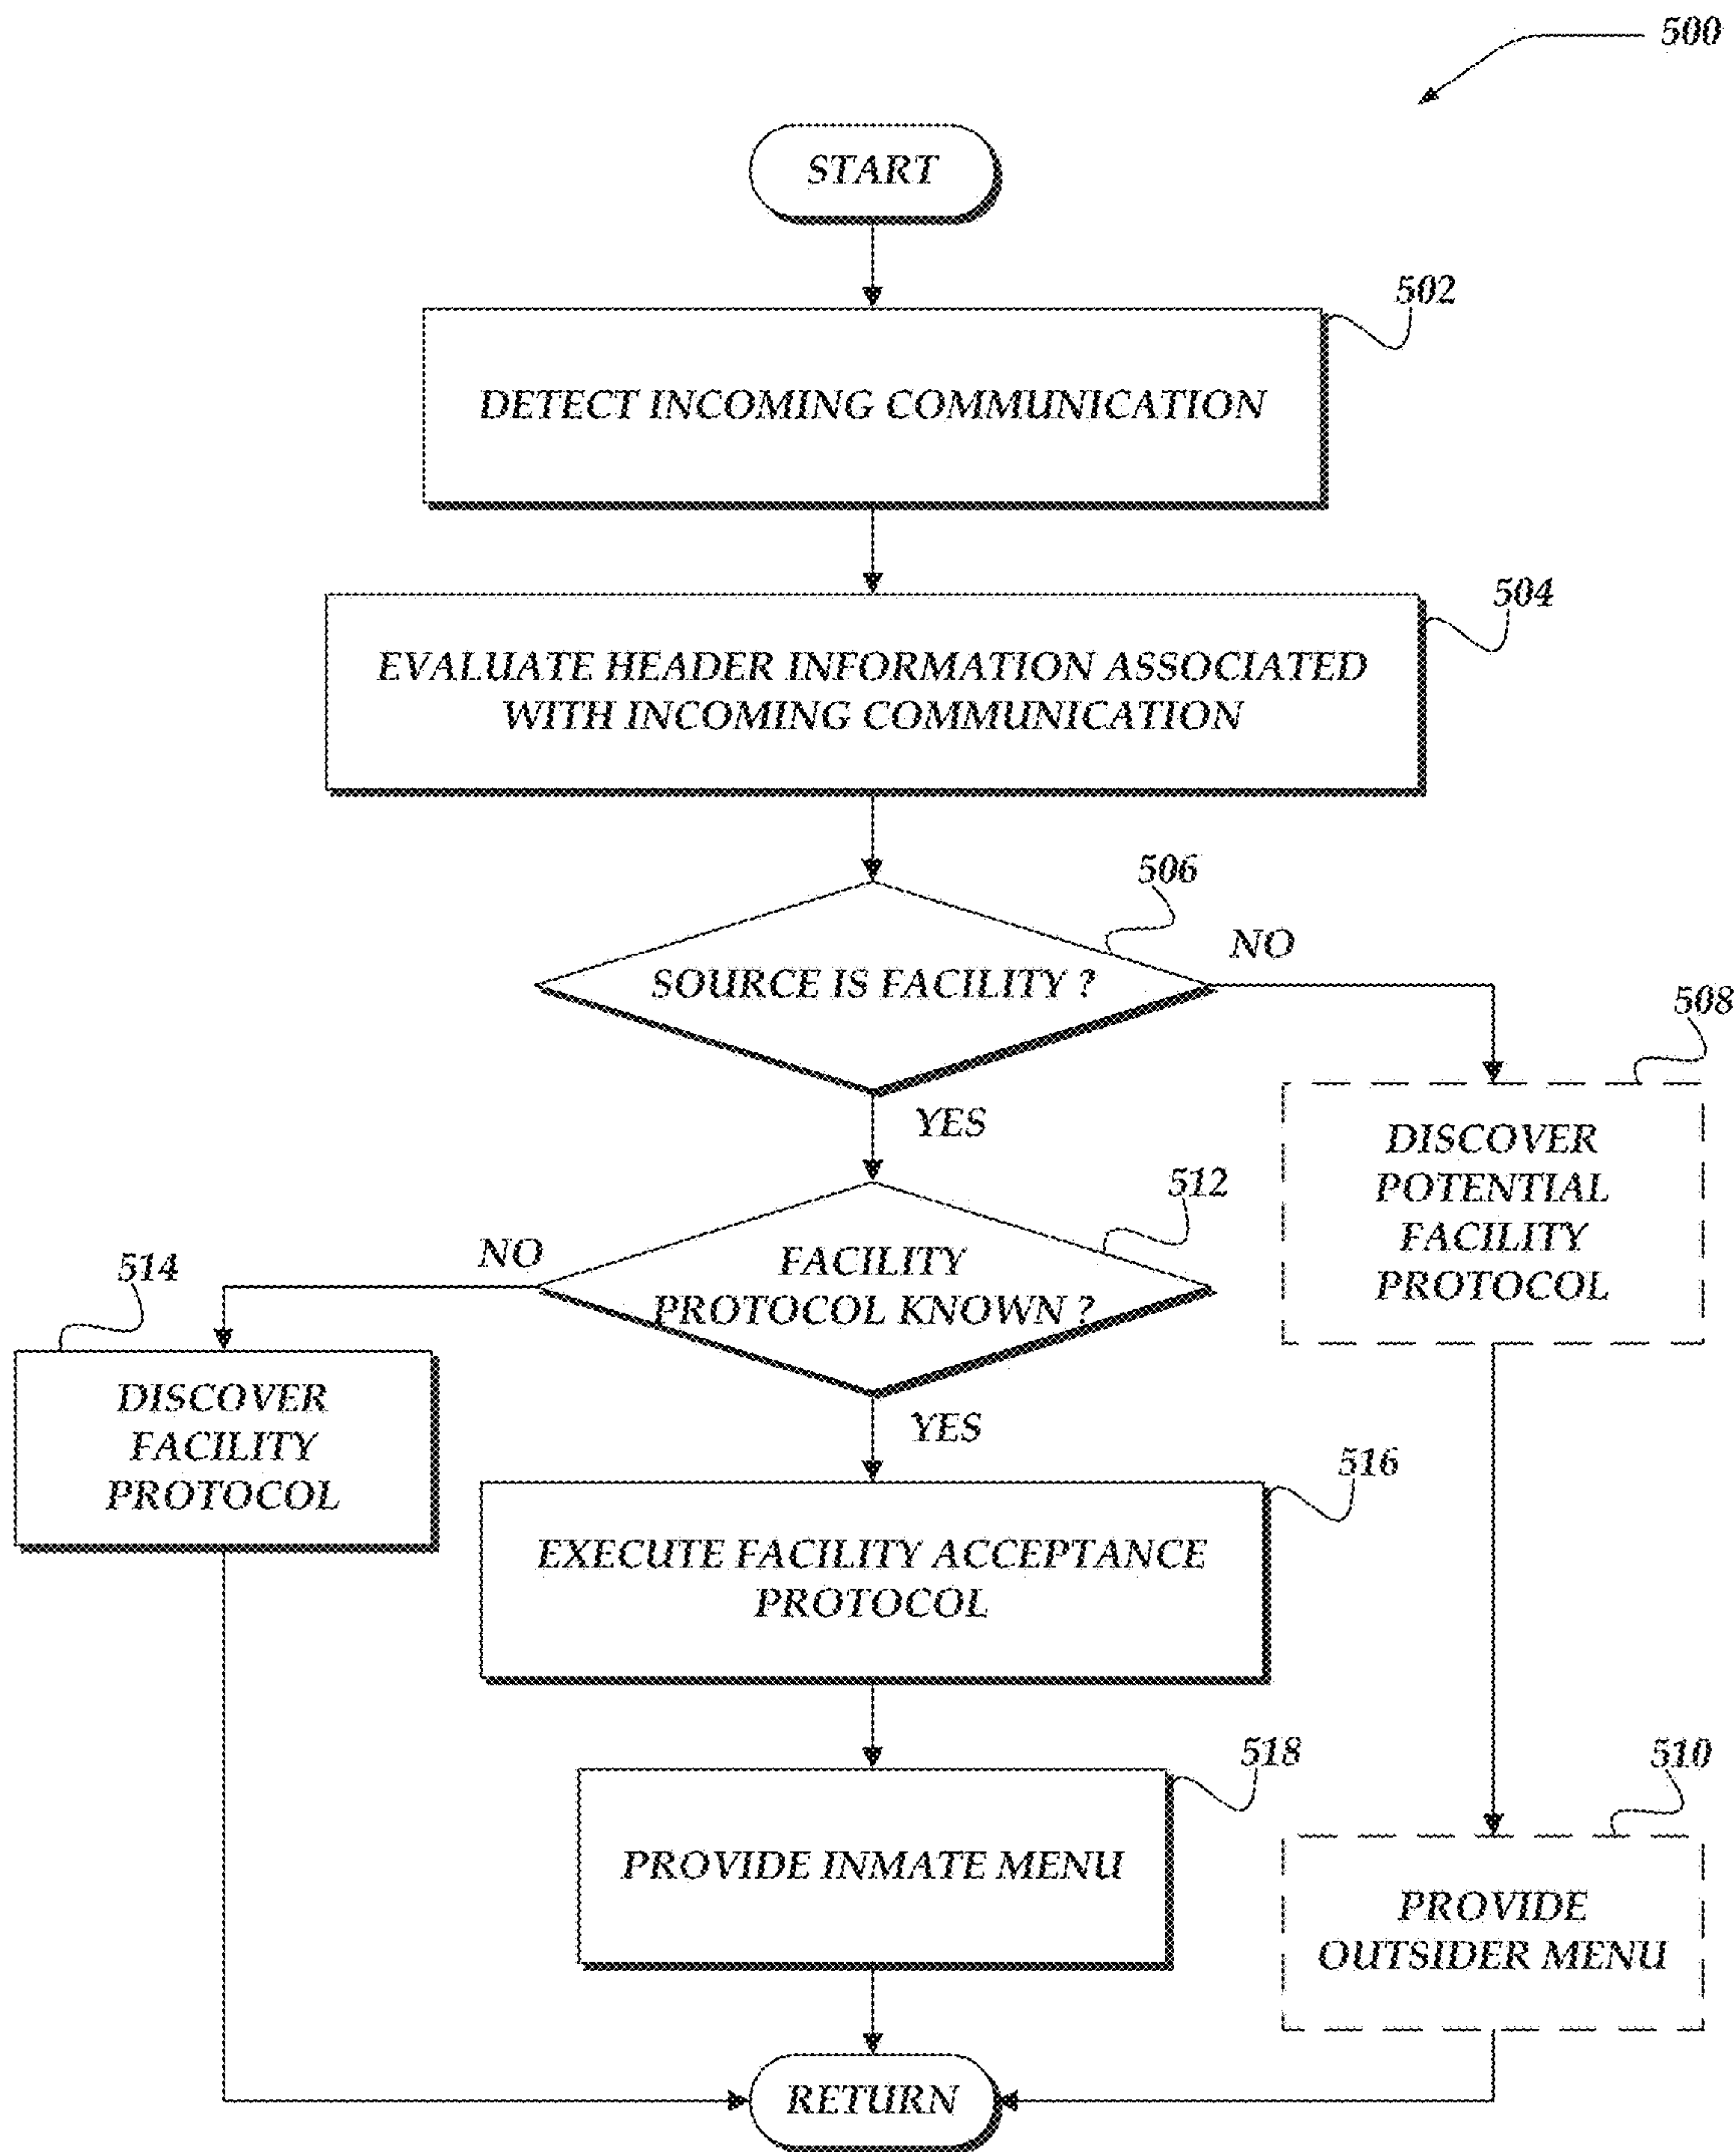 500
START
502
DETECT INCOMING COMMUNICATION
504
EVALUATE HEADER INFORMATION ASSOCIATED
WITH INCOMING COMMUNICATION
506
SOURCE IS FACILITY ?
NO
YES
508
DISCOVER
POTENTIAL
FACILITY
PROTOCOL
512
FACILITY
PROTOCOL KNOWN ?
NO
YES
514
DISCOVER
FACILITY
PROTOCOL
516
EXECUTE FACILITY ACCEPTANCE
PROTOCOL
518
PROVIDE INMATE MENU
510
PROVIDE
OUTSIDER MENU
RETURN